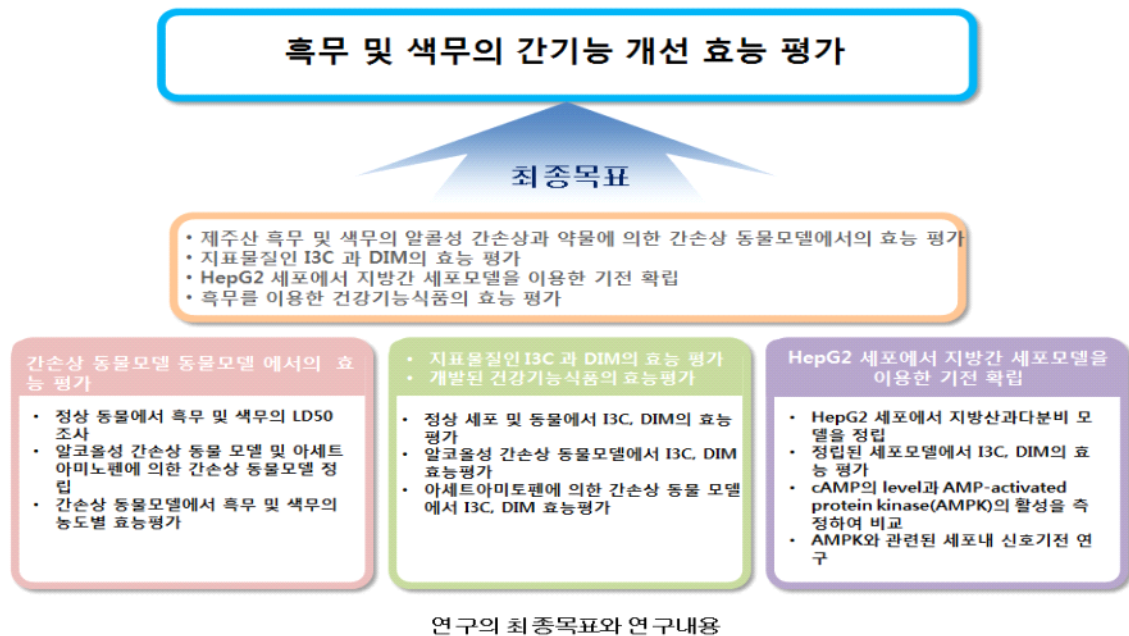 흑무 및 색무의 간기능 개선 효능 평가
최종목표
• 제주산 흑무 및 색무의 알콜성 간손상과 약물에 의한 간손상 동물모델에서의 효능 평가
• 지표물질인 I3C 과 DIM의 효능 평가
• HepG2 세포에서 지방간 세포모델을 이용한 기전 확립
• 흑무를 이용한 건강기능식품의 효능 평가
간손상 동물모델 동물모델 에서의 효
능 평가
• 정상 동물에서 흑무 및 색무의 LD50
조사
• 알코올성 간손상 동물 모델 및 아세트
아미노펜에 의한 간손상 동물모델 정
립
• 간손상 동물모델에서 흑무 및 색무의
농도별 효능평가
• 지표물질인 I3C 과 DIM의 효능 평가
• 개발된 건강기능식품의 효능평가
• 정상 세포 및 동물에서 I3C, DIM의 효능
평가
• 알코올성 간손상 동물모델에서 I3C, DIM
효능평가
• 아세트아미토펜에 의한 간손상 동물 모델
에서 I3C, DIM 효능평가
HepG2 세포에서 지방간 세포모델을
이용한 기전 확립
• HepG2 세포에서 지방산과다분비 모
델을 정립
• 정립된 세포모델에서 I3C, DIM의 효
능 평가
• cAMP의 level과 AMP-activated
protein kinase(AMPK)의 활성을 측
정하여 비교
• AMPK와 관련된 세포내 신호기전 연
구
연구의 최종목표와 연구내용